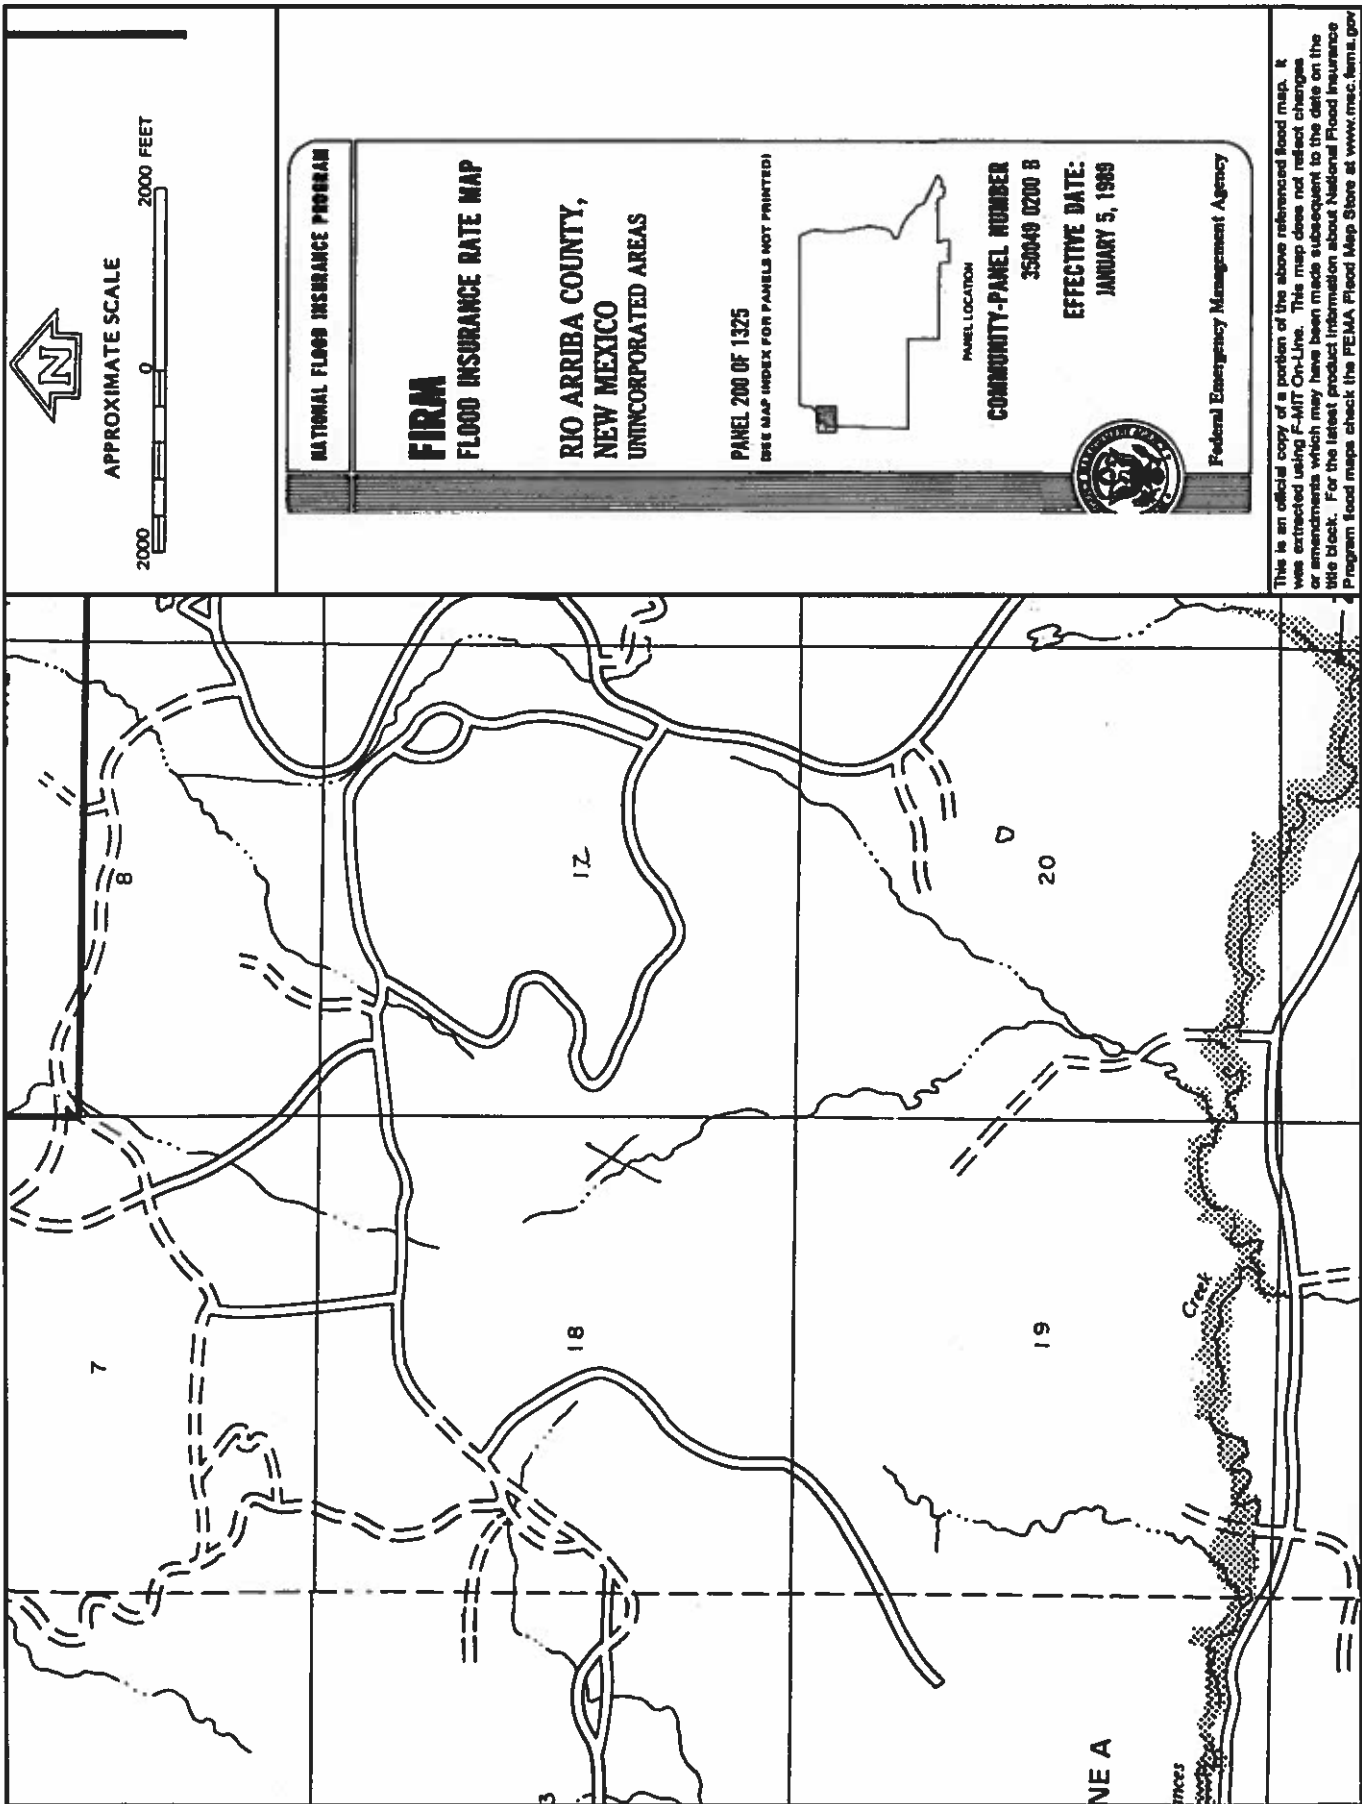 APPROXIMATE SCALE
2000 0 2000 FEET
N
NATIONAL FLOOD INSURANCE PROGRAM
FIRM
FLOOD INSURANCE RATE MAP
RIO ARRIBA COUNTY,
NEW MEXICO
UNINCORPORATED AREAS
PANEL 200 OF 1325
(SEE MAP INDEX FOR PANELS NOT PRINTED)
PANEL LOCATION
COMMUNITY-PANEL NUMBER
350049 0200 B
EFFECTIVE DATE:
JANUARY 5, 1989
Federal Emergency Management Agency
This is an official copy of a portion of the above referenced flood map. It
was extracted using F-MIT On-Line. This map does not reflect changes
or amendments which may have been made subsequent to the date on the
title block. For the latest product information about National Flood Insurance
Program flood maps check the FEMA Flood Map Store at www.msc.fema.gov
7
8
18
17
19
20
Creek
3
NE A
nces